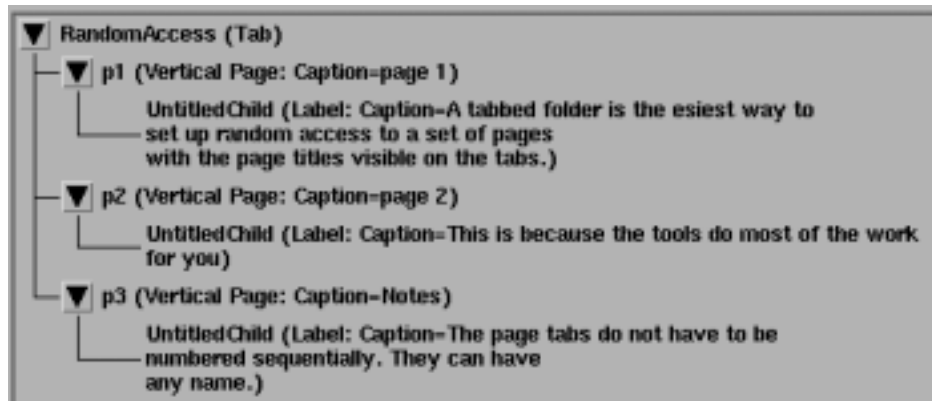 RandomAccess (Tab)
p1 (Vertical Page: Caption=page 1)
UntitledChild (Label: Caption=A tabbed folder is the esiest way to
set up random access to a set of pages
with the page titles visible on the tabs.)
p2 (Vertical Page: Caption=page 2)
UntitledChild (Label: Caption=This is because the tools do most of the work
for you)
p3 (Vertical Page: Caption=Notes)
UntitledChild (Label: Caption=The page tabs do not have to be
numbered sequentially. They can have
any name.)